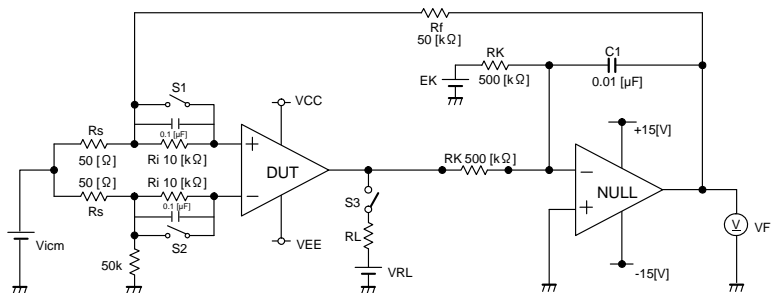 Rf
50 [kΩ]
RK
500 [kΩ]
EK
C1
0.01 [μF]
S1
VCC
+15[V]
Rs
50 [Ω]
0.1 [μF]
Ri 10 [kΩ]
+
DUT
RK 500 [kΩ]
−
NULL
50 [Ω]
Rs
Ri 10 [kΩ]
−
0.1 [μF]
S3
+
V
VF
Vicm
S2
VEE
RL
50k
VRL
-15[V]